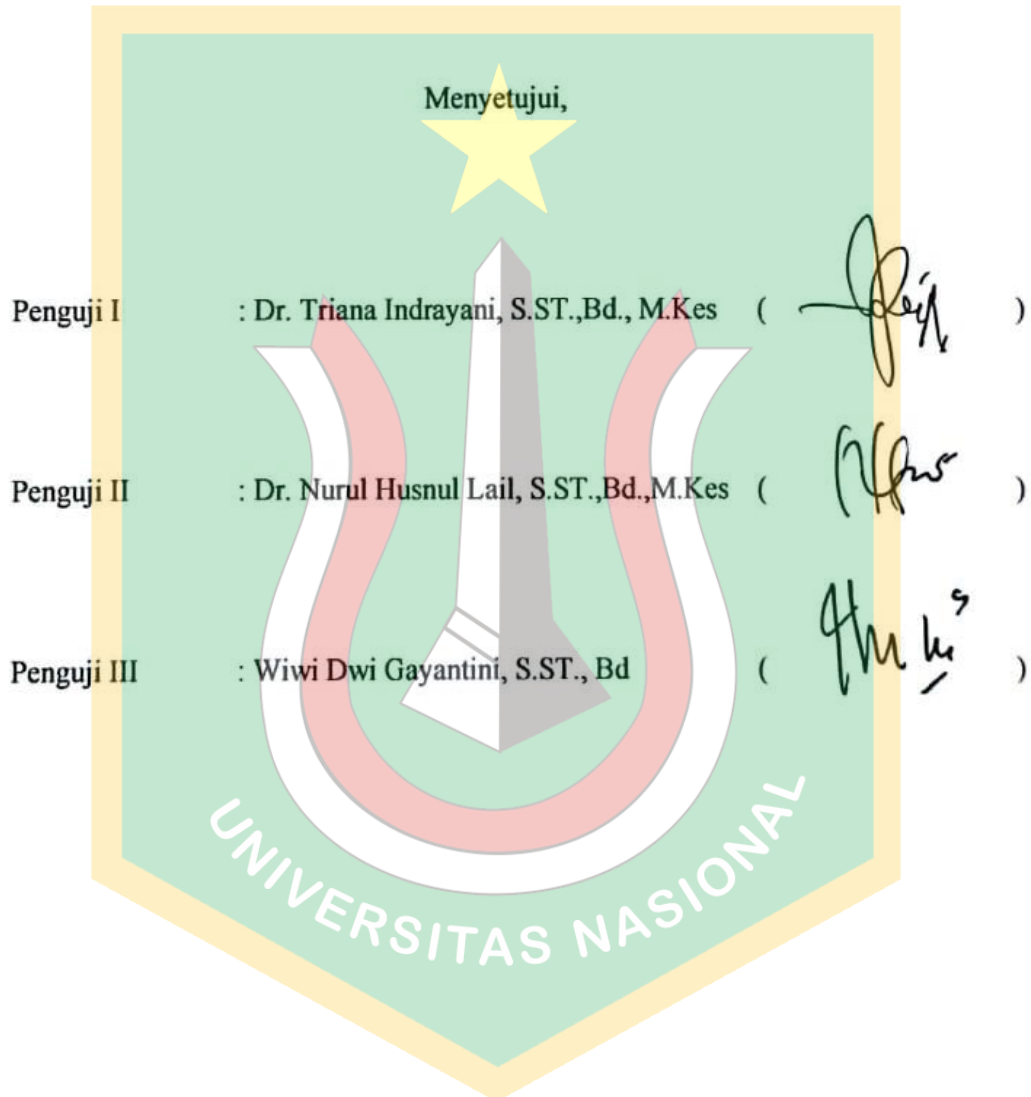 Menyetujui,
Penguji I : Dr. Triana Indrayani, S.ST.,Bd., M.Kes ( )
Penguji II : Dr. Nurul Husnul Lail, S.ST.,Bd.,M.Kes ( )
Penguji III : Wiwi Dwi Gayantini, S.ST., Bd ( )
UNIVERSITAS NASIONAL